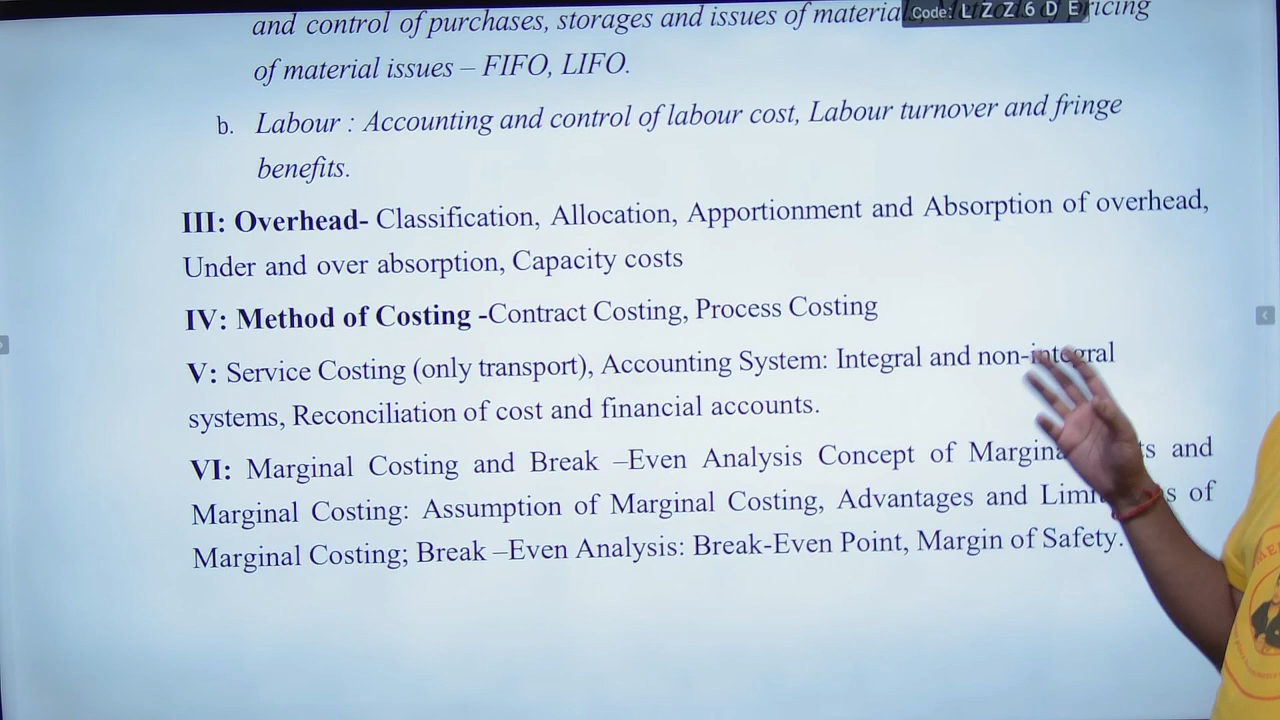 and control of purchases, storages and issues of material Code: L Z Z 6 D E pricing
of material issues – FIFO, LIFO.
b. Labour : Accounting and control of labour cost, Labour turnover and fringe
benefits.
III: Overhead- Classification, Allocation, Apportionment and Absorption of overhead,
Under and over absorption, Capacity costs
IV: Method of Costing -Contract Costing, Process Costing
V: Service Costing (only transport), Accounting System: Integral and non-integral
systems, Reconciliation of cost and financial accounts.
VI: Marginal Costing and Break –Even Analysis Concept of and
Marginal Costing: Assumption of Marginal Costing, Advantages and of
Marginal Costing; Break –Even Analysis: Break-Even Point, Margin of Safety.